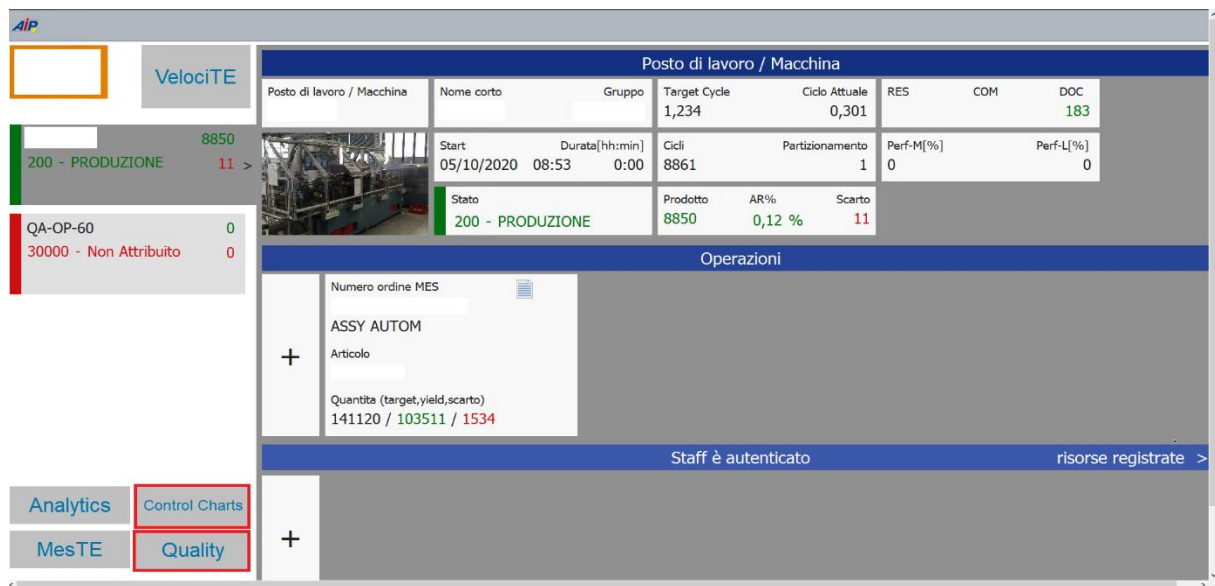 AIP
VelociTE
8850
200 - PRODUZIONE 11 >
QA-OP-60 0
30000 - Non Attribuito 0
Analytics
Control Charts
MesTE
Quality
Posto di lavoro / Macchina
Posto di lavoro / Macchina
Nome corto Gruppo
Target Cycle Ciclo Attuale
1,234 0,301
RES COM DOC
183
Start Durata[hh:min]
05/10/2020 08:53 0:00
Cicli Partizionamento
8861 1
Perf-M[%] Perf-L[%]
0 0
Stato
200 - PRODUZIONE
Prodotto AR% Scarto
8850 0,12 % 11
Operazioni
+
Numero ordine MES
ASSY AUTOM
Articolo
Quantita (target,yield,scarto)
141120 / 103511 / 1534
Staff è autenticato risorse registrate >
+